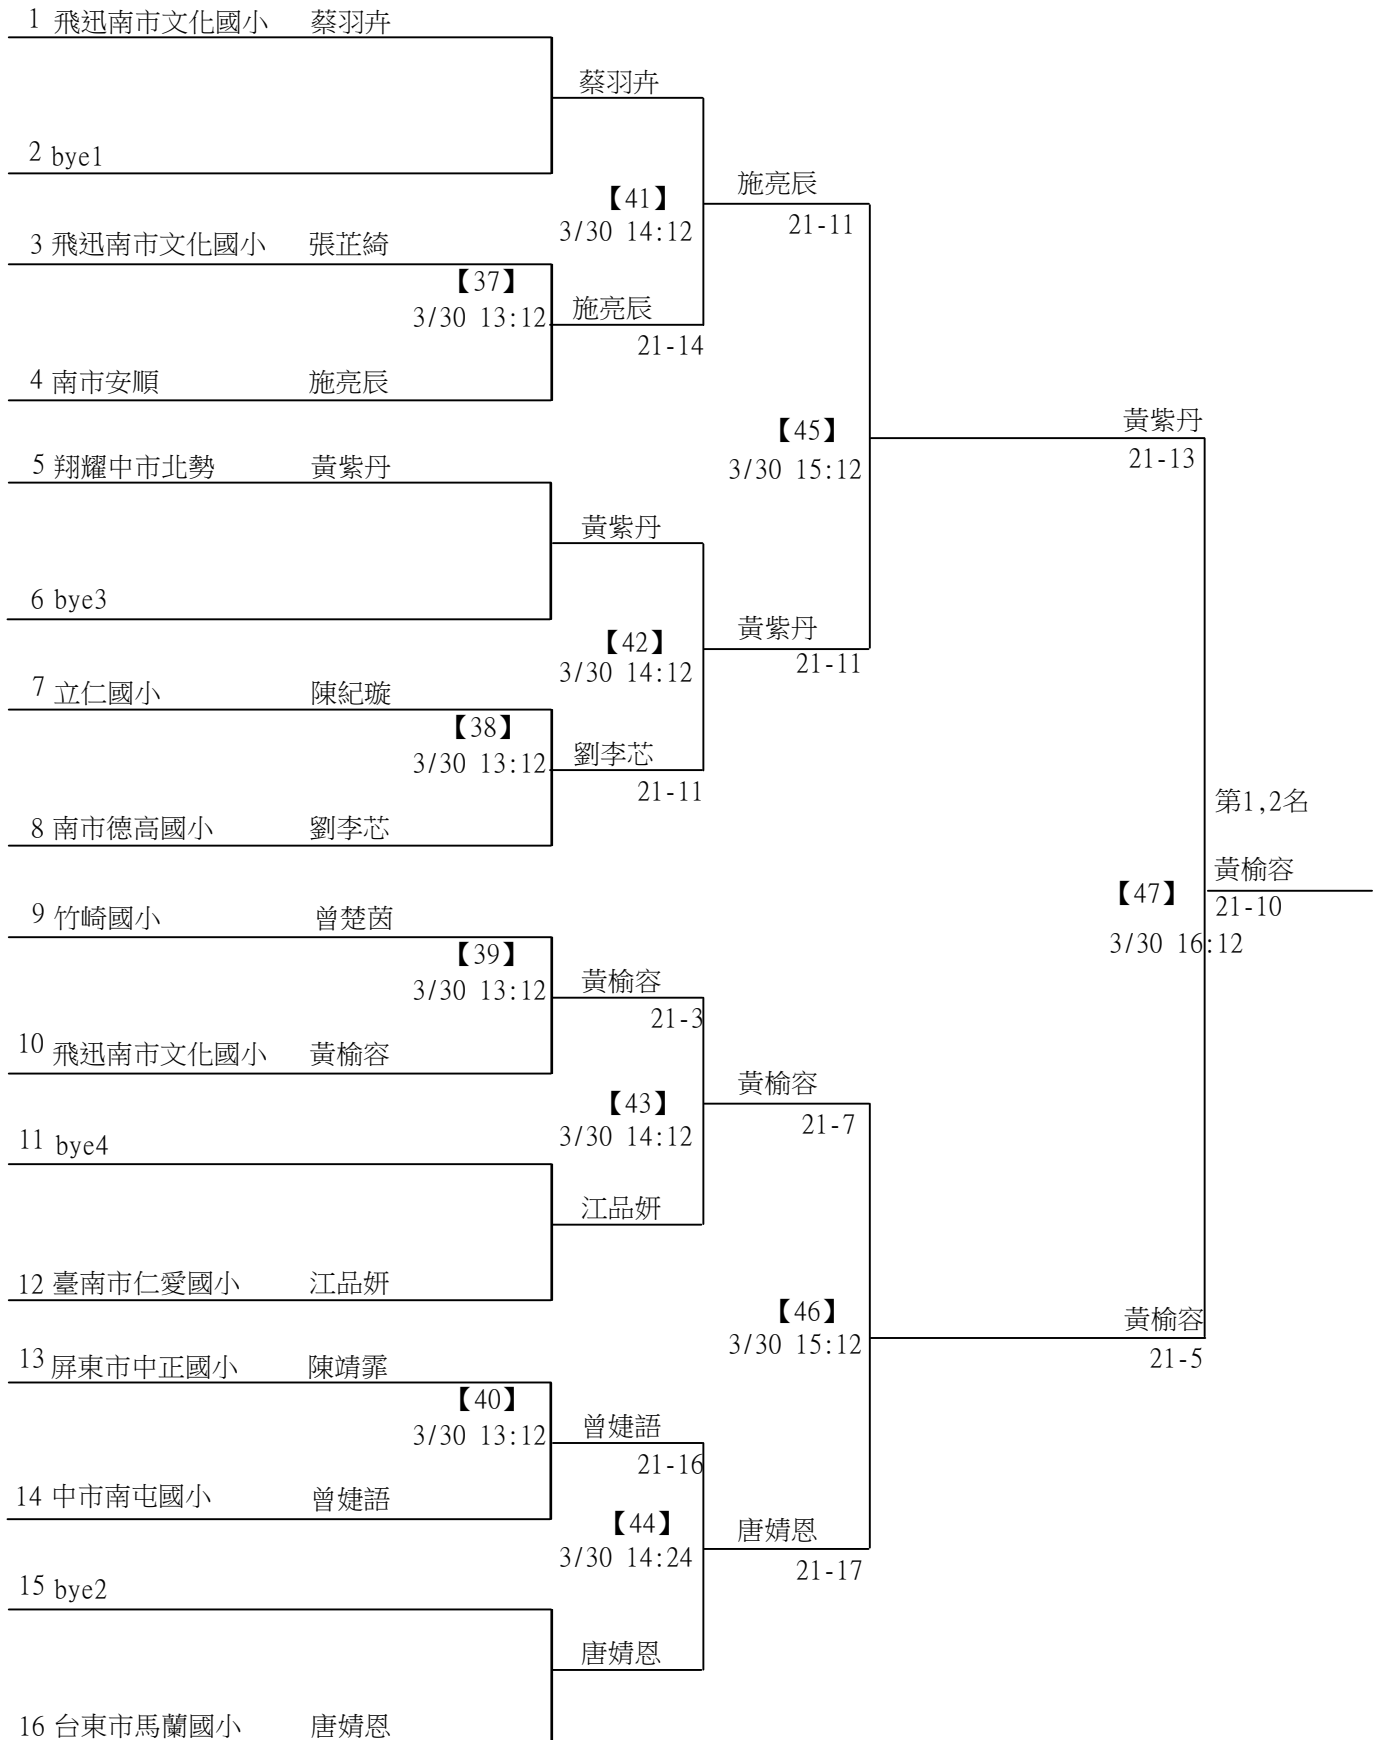 1 飛迅南市文化國小 蔡羽卉
蔡羽卉
2 bye1
施亮辰
【41】
21-11
3/30 14:12
3 飛迅南市文化國小 張芷綺
【37】
施亮辰
3/30 13:12
21-14
4 南市安順 施亮辰
黃紫丹
【45】
21-13
5 翔耀中市北勢 黃紫丹
3/30 15:12
黃紫丹
6 bye3
黃紫丹
【42】
21-11
3/30 14:12
7 立仁國小 陳紀璇
【38】
劉李芯
3/30 13:12
21-11
第1,2名
8 南市德高國小 劉李芯
黃榆容
【47】
21-10
9 竹崎國小 曾楚茵
3/30 16:12
【39】
黃榆容
3/30 13:12
21-3
10 飛迅南市文化國小 黃榆容
黃榆容
【43】
21-7
3/30 14:12
11 bye4
江品妍
12 臺南市仁愛國小 江品妍
【46】
黃榆容
3/30 15:12
21-5
13 屏東市中正國小 陳靖霏
【40】
曾婕語
3/30 13:12
21-16
14 中市南屯國小 曾婕語
【44】
唐婧恩
3/30 14:24
21-17
15 bye2
唐婧恩
16 台東市馬蘭國小 唐婧恩